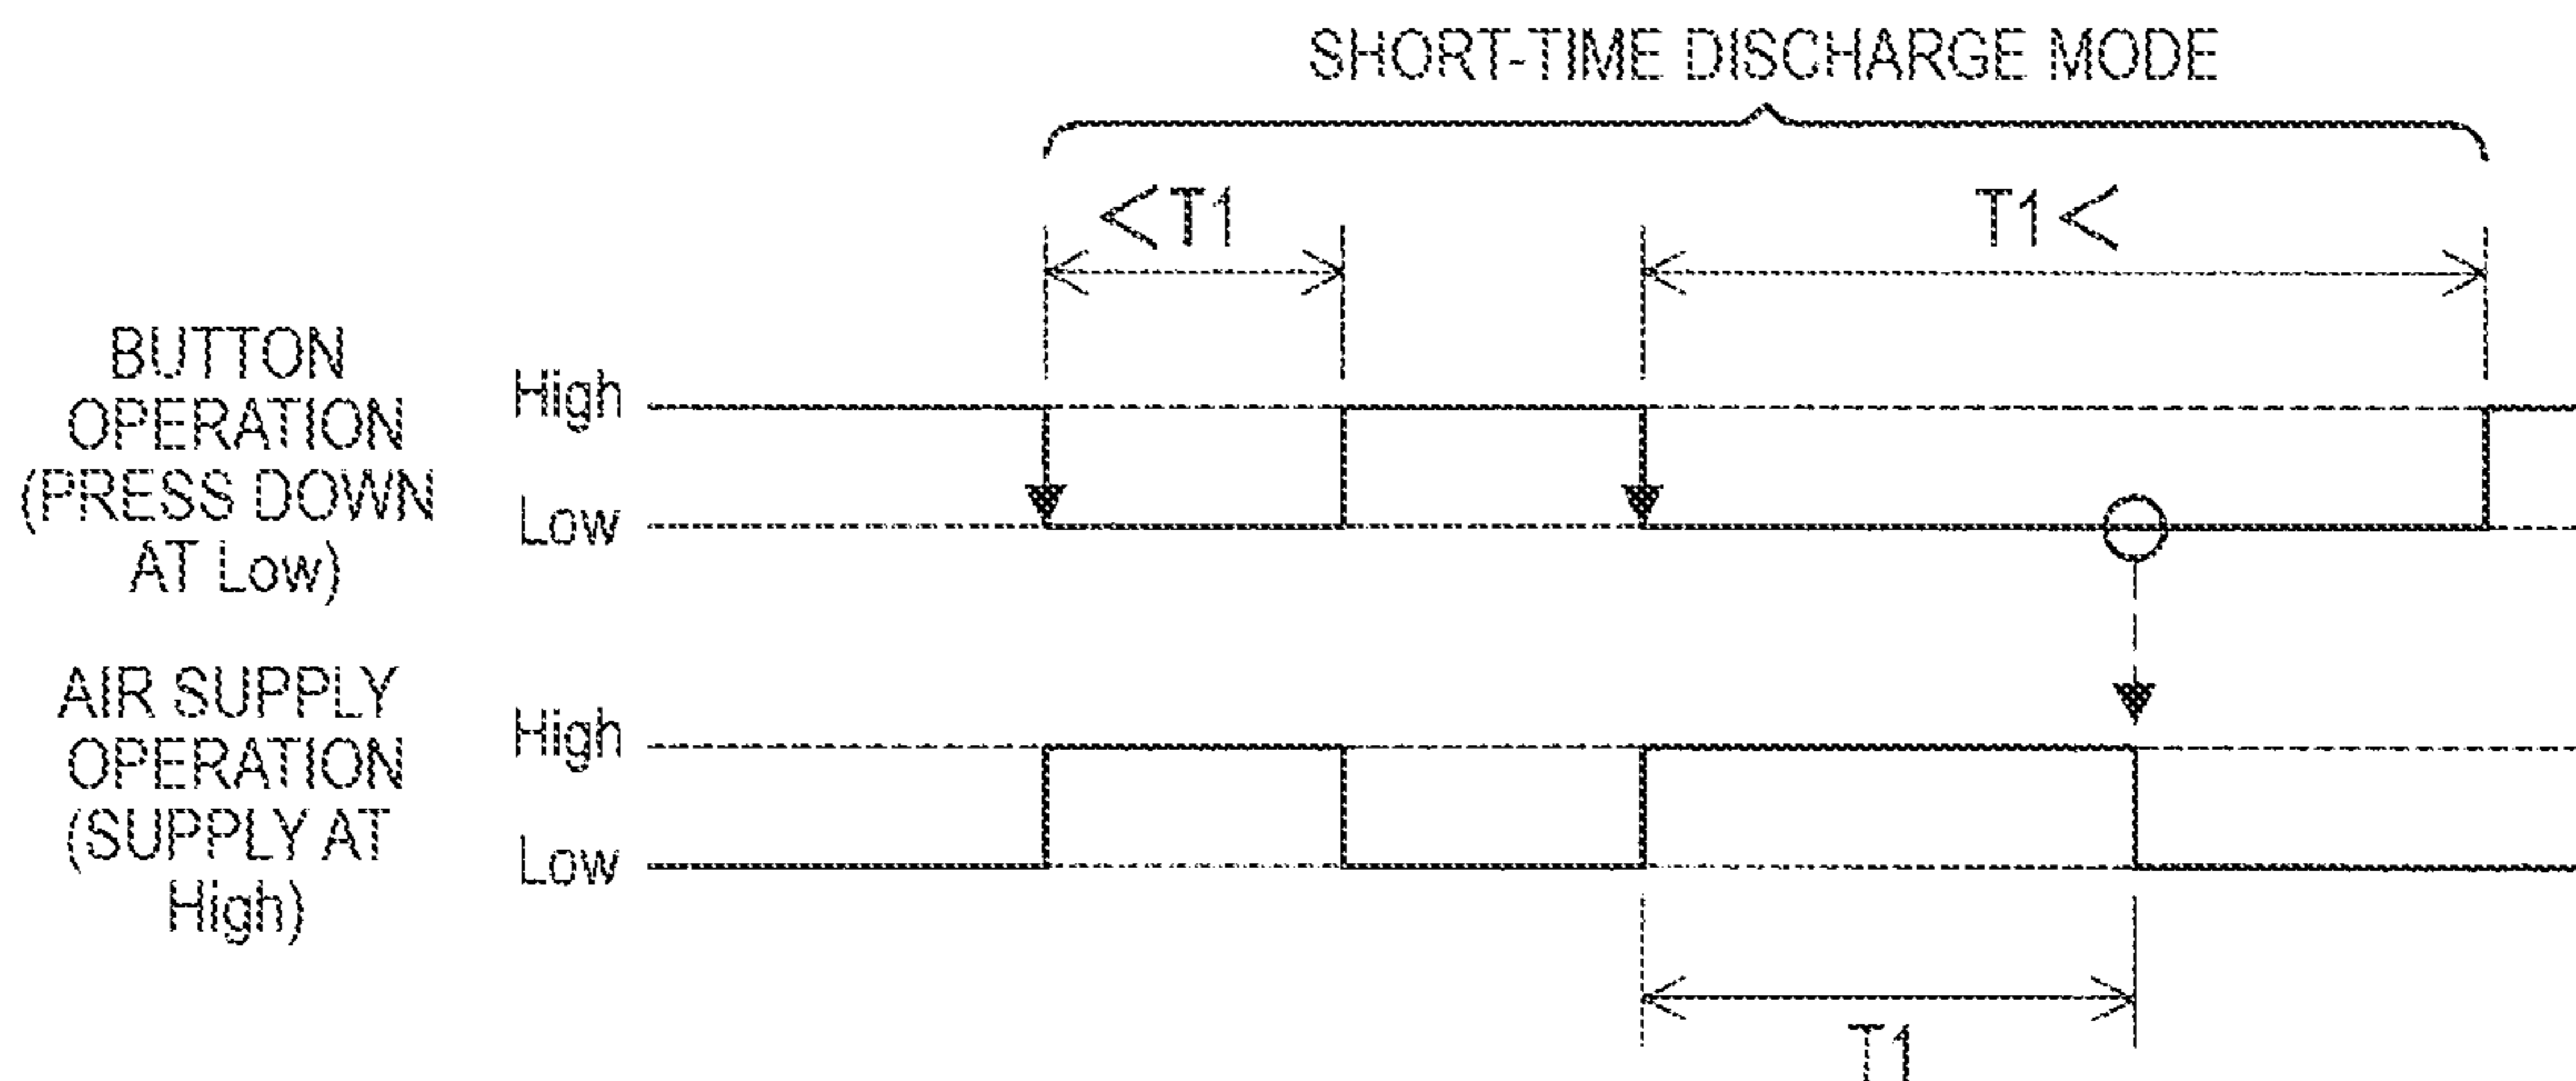 SHORT-TIME DISCHARGE MODE
<T1
T1<
BUTTON
OPERATION
(PRESS DOWN
AT Low)
High
Low
AIR SUPPLY
OPERATION
(SUPPLY AT
High)
High
Low
T1